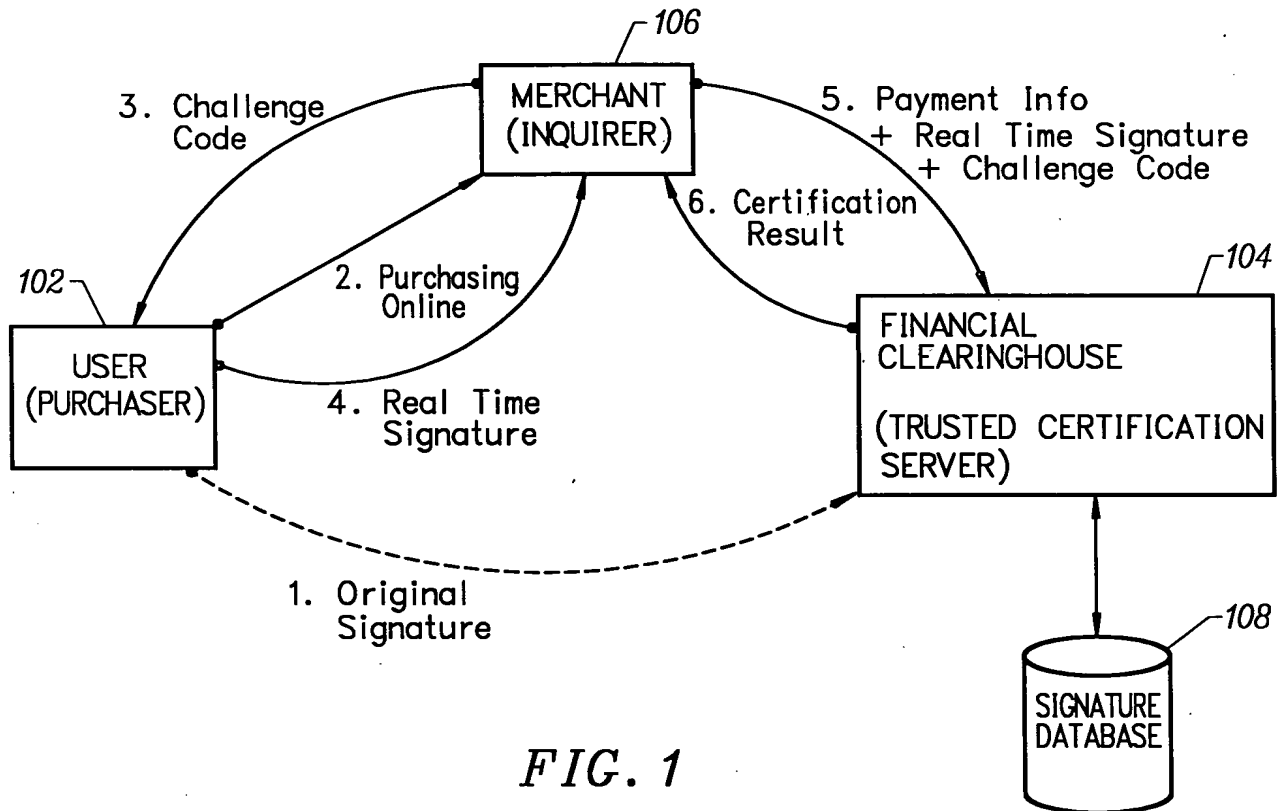 106
MERCHANT
(INQUIRER)
3. Challenge
Code
5. Payment Info
+ Real Time Signature
+ Challenge Code
6. Certification
Result
102
USER
(PURCHASER)
2. Purchasing
Online
4. Real Time
Signature
104
FINANCIAL
CLEARINGHOUSE
(TRUSTED CERTIFICATION
SERVER)
1. Original
Signature
108
SIGNATURE
DATABASE
FIG. 1